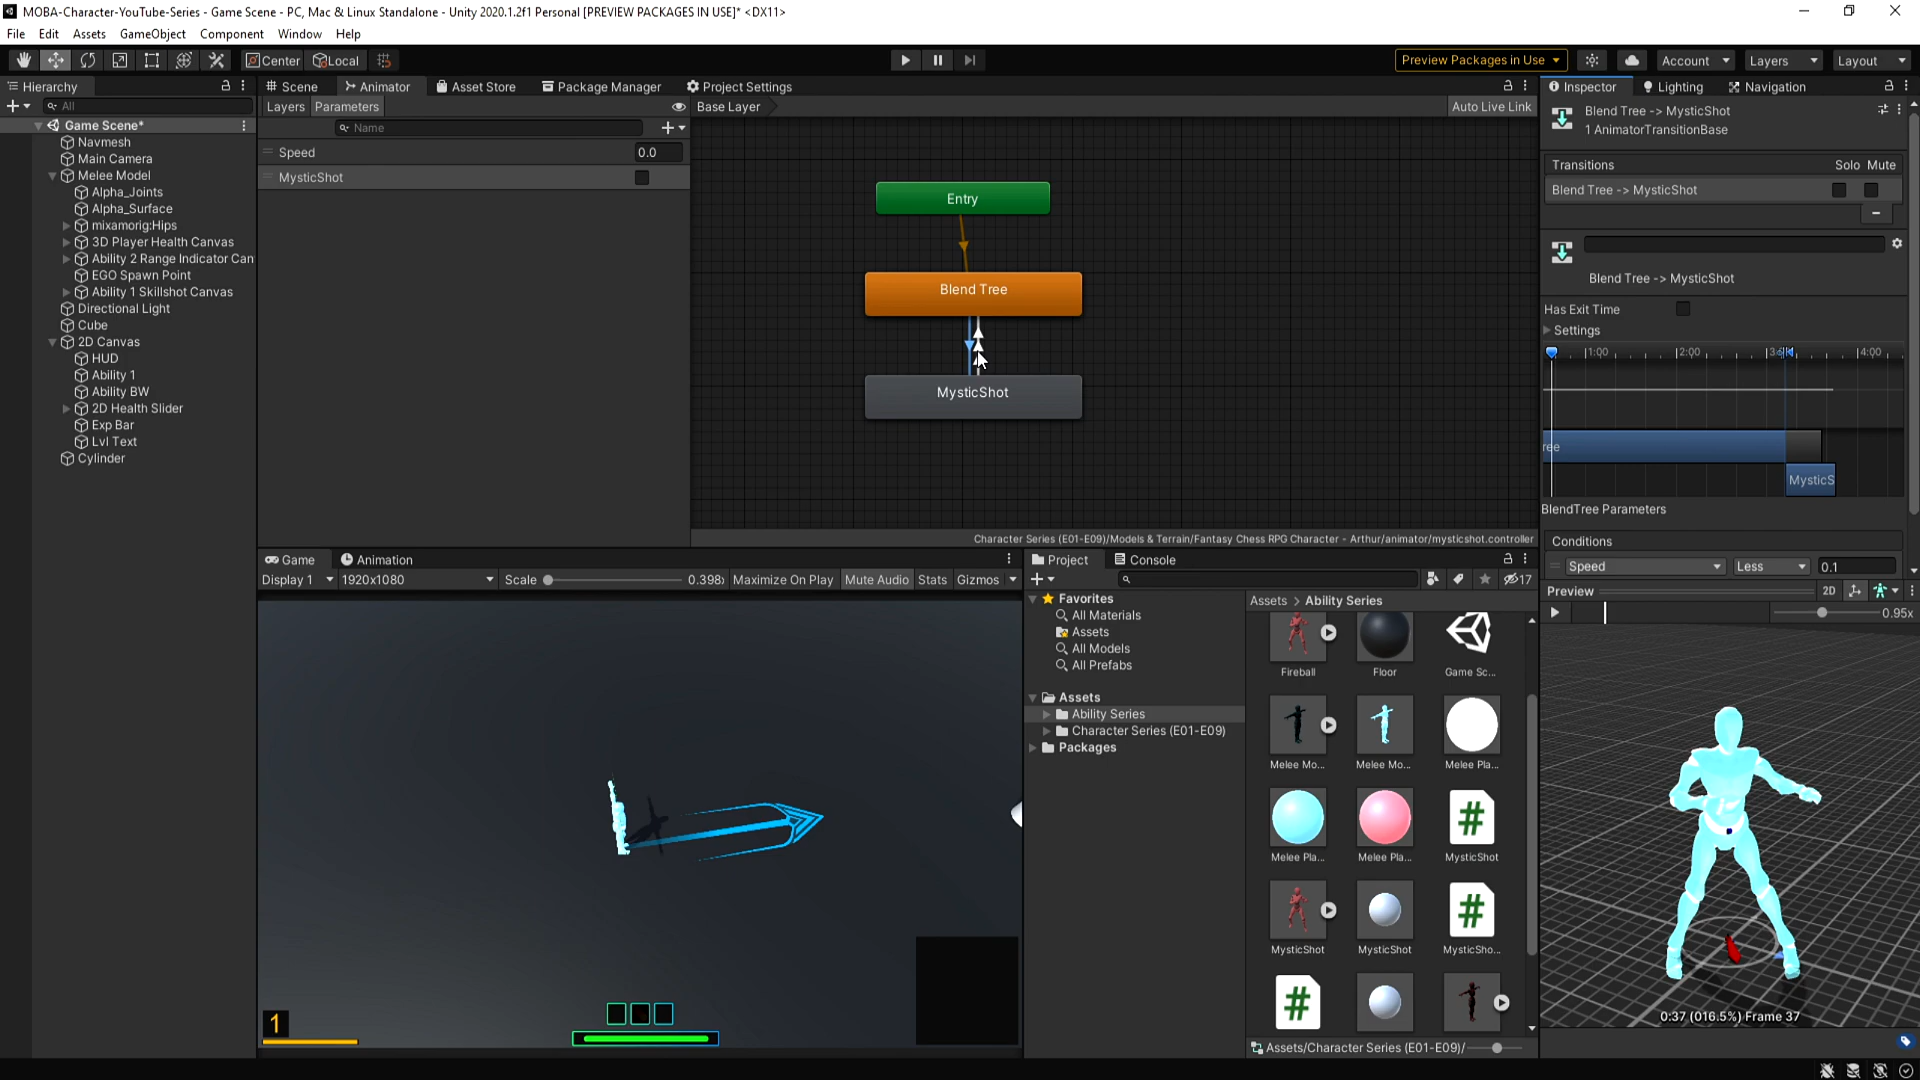 MOBA-Character-YouTube-Series - Game Scene - PC, Mac & Linux Standalone - Unity 2020.1.2f1 Personal [PREVIEW PACKAGES IN USE]* <DX11>
File Edit Assets GameObject Component Window Help
Center Local Preview Packages in Use Account Layers Layout
Hierarchy
All
Game Scene*
Navmesh
Main Camera
Melee Model
Alpha_Joints
Alpha_Surface
mixamorig:Hips
3D Player Health Canvas
Ability 2 Range Indicator Can
EGO Spawn Point
Ability 1 Skillshot Canvas
Directional Light
Cube
2D Canvas
HUD
Ability 1
Ability BW
2D Health Slider
Exp Bar
Lvl Text
Cylinder
Scene Animator Asset Store Package Manager Project Settings
Layers Parameters Base Layer Auto Live Link
Name
Speed 0.0
MysticShot
Entry
Blend Tree
MysticShot
Character Series (E01-E09)/Models & Terrain/Fantasy Chess RPG Character - Arthur/animator/mysticshot.controller
Game Animation
Display 1 1920x1080 Scale 0.398x Maximize On Play Mute Audio Stats Gizmos
1
Project Console
17
Favorites
All Materials
Assets
All Models
All Prefabs
Assets
Ability Series
Character Series (E01-E09)
Packages
Assets > Ability Series
Fireball Floor Game Sc...
Melee Mo... Melee Mo... Melee Pla...
Melee Pla... Melee Pla... MysticShot
MysticShot MysticShot MysticSho...
Assets/Character Series (E01-E09)/
Inspector Lighting Navigation
Blend Tree -> MysticShot
1 AnimatorTransitionBase
Transitions Solo Mute
Blend Tree -> MysticShot
Blend Tree -> MysticShot
Has Exit Time
Settings
1:00 2:00 4:00
ree
MysticS
BlendTree Parameters
Conditions
Speed Less 0.1
Preview 2D
0.95x
0:37 (016.5%) Frame 37